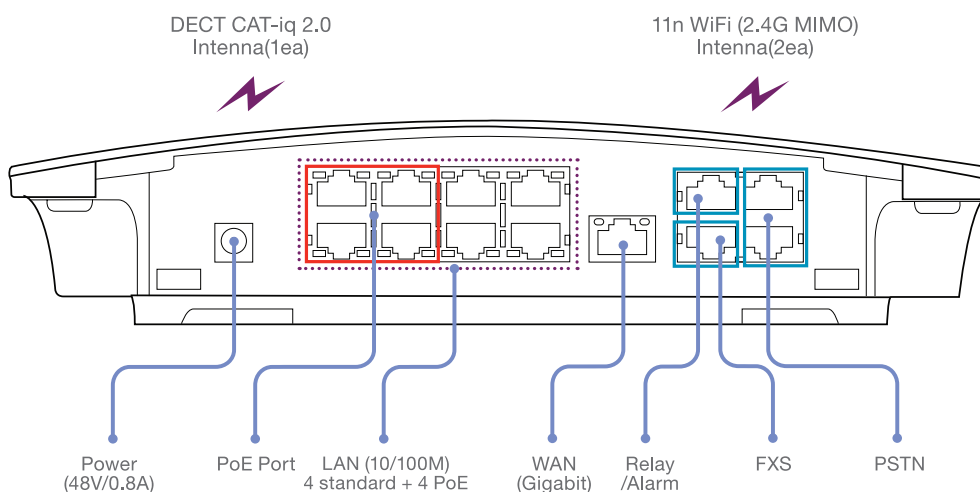 DECT CAT-iq 2.0
Intenna(1ea)
11n WiFi (2.4G MIMO)
Intenna(2ea)
Power
(48V/0.8A)
PoE Port
LAN (10/100M)
4 standard + 4 PoE
WAN
(Gigabit)
Relay
/Alarm
FXS
PSTN